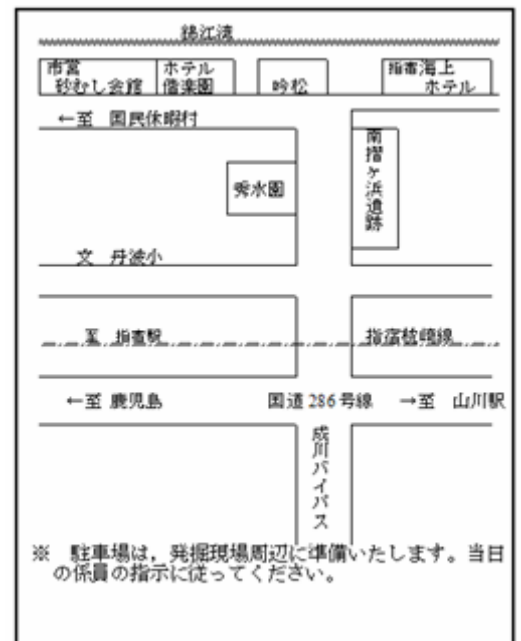 錦江湾
市営
砂むし会館
ホテル
偕楽園
吟松
指宿海上
ホテル
←至 国民休暇村
南摺ヶ浜遺跡
秀水園
文 丹波小
至 指宿駅
指宿枕崎線
←至 鹿児島
国道286号線
→至 山川駅
成川バイパス
※ 駐車場は，発掘現場周辺に準備いたします。当日
の係員の指示に従ってください。